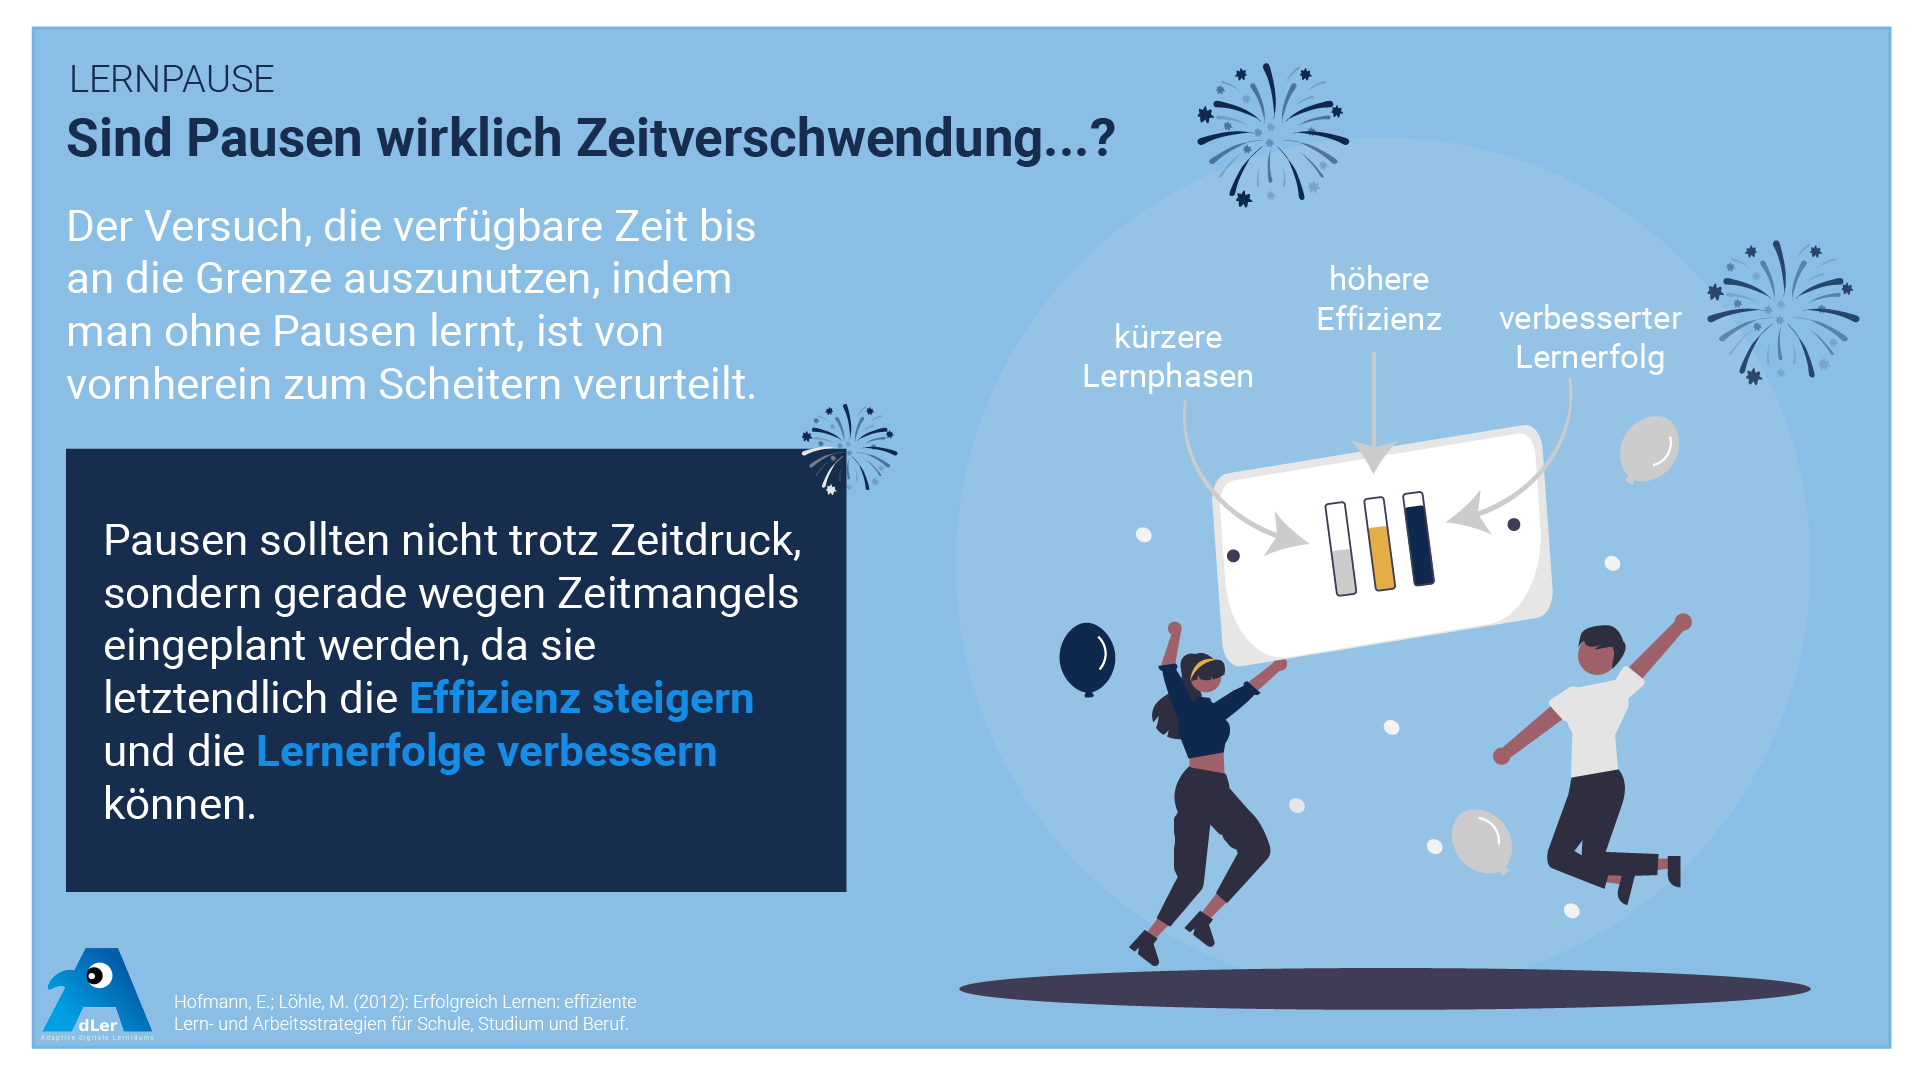 LERNPAUSE
Sind Pausen wirklich Zeitverschwendung...?
Der Versuch, die verfügbare Zeit bis
an die Grenze auszunutzen, indem
man ohne Pausen lernt, ist von
vornherein zum Scheitern verurteilt.
Pausen sollten nicht trotz Zeitdruck,
sondern gerade wegen Zeitmangels
eingeplant werden, da sie
letztendlich die Effizienz steigern
und die Lernerfolge verbessern
können.
kürzere
Lernphasen
höhere
Effizienz
verbesserter
Lernerfolg
dLer
Adaptive digitale Lernräume
Hofmann, E.; Löhle, M. (2012): Erfolgreich Lernen: effiziente
Lern- und Arbeitsstrategien für Schule, Studium und Beruf.